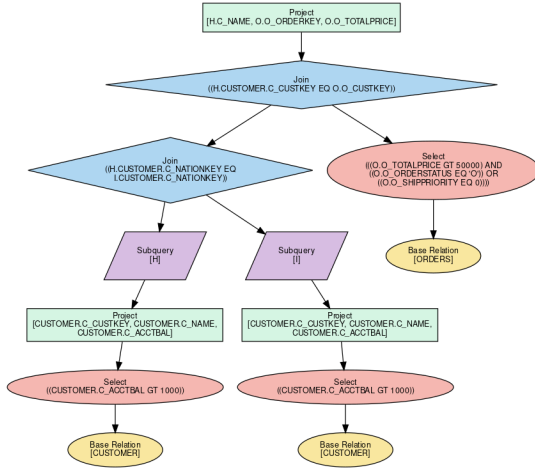 Project
[H.C_NAME, O.O_ORDERKEY, O.O_TOTALPRICE]
Join
((H.CUSTOMER.C_CUSTKEY EQ O.O_CUSTKEY))
Join
((H.CUSTOMER.C_NATIONKEY EQ
I.CUSTOMER.C_NATIONKEY))
Select
(((O.O_TOTALPRICE GT 50000) AND
((O.O_ORDERSTATUS EQ 'O') OR
((O.O_SHIPPRIORITY EQ 0))))
Subquery
[H]
Subquery
[I]
Base Relation
[ORDERS]
Project
[CUSTOMER.C_CUSTKEY, CUSTOMER.C_NAME,
CUSTOMER.C_ACCTBAL]
Project
[CUSTOMER.C_CUSTKEY, CUSTOMER.C_NAME,
CUSTOMER.C_ACCTBAL]
Select
((CUSTOMER.C_ACCTBAL GT 1000))
Select
((CUSTOMER.C_ACCTBAL GT 1000))
Base Relation
[CUSTOMER]
Base Relation
[CUSTOMER]